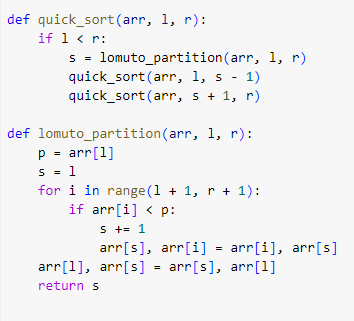 def quick_sort(arr, l, r):
    if l < r:
        s = lomuto_partition(arr, l, r)
        quick_sort(arr, l, s - 1)
        quick_sort(arr, s + 1, r)

def lomuto_partition(arr, l, r):
    p = arr[l]
    s = l
    for i in range(l + 1, r + 1):
        if arr[i] < p:
            s += 1
            arr[s], arr[i] = arr[i], arr[s]
    arr[l], arr[s] = arr[s], arr[l]
    return s